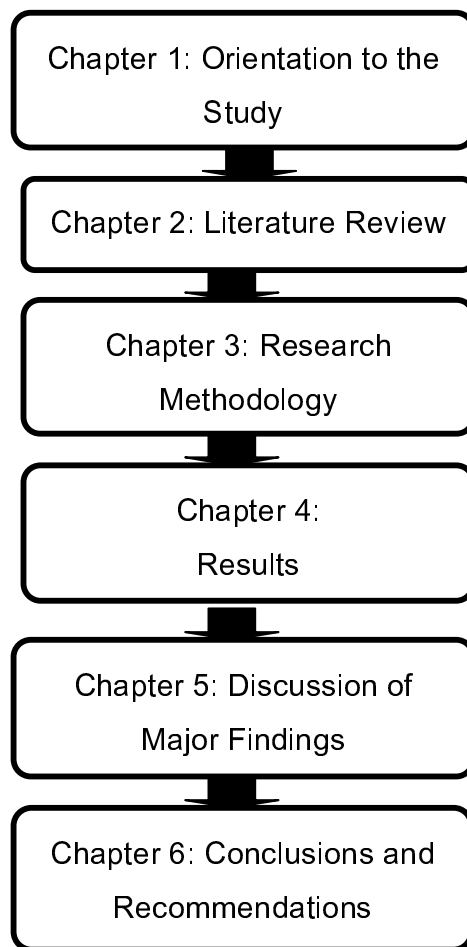 Chapter 1: Orientation to the
Study
Chapter 2: Literature Review
Chapter 3: Research
Methodology
Chapter 4:
Results
Chapter 5: Discussion of
Major Findings
Chapter 6: Conclusions and
Recommendations